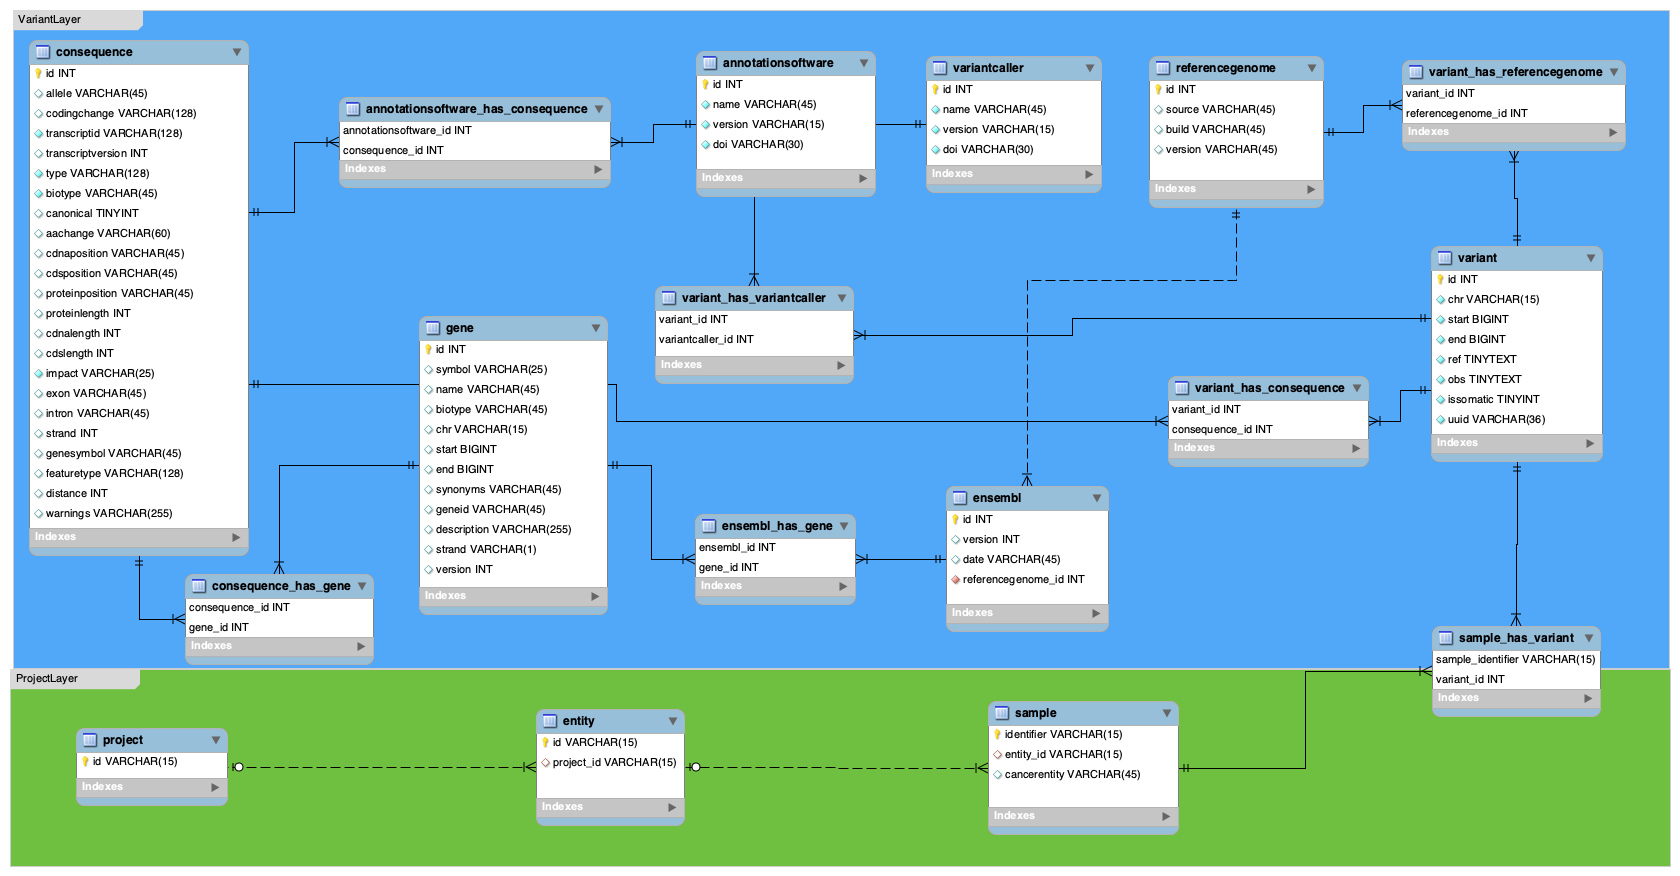 VariantLayer
consequence
id INT
allele VARCHAR(45)
codingchange VARCHAR(128)
transcriptid VARCHAR(128)
transcriptversion INT
type VARCHAR(128)
biotype VARCHAR(45)
canonical TINYINT
aachange VARCHAR(60)
cdnaposition VARCHAR(45)
cdsposition VARCHAR(45)
proteinposition VARCHAR(45)
proteinlength INT
cdnalength INT
cdslength INT
impact VARCHAR(25)
exon VARCHAR(45)
intron VARCHAR(45)
strand INT
genesymbol VARCHAR(45)
featuretype VARCHAR(128)
distance INT
warnings VARCHAR(255)
Indexes
annotationsoftware_has_consequence
annotationsoftware_id INT
consequence_id INT
Indexes
annotationsoftware
id INT
name VARCHAR(45)
version VARCHAR(15)
doi VARCHAR(30)
Indexes
variantcaller
id INT
name VARCHAR(45)
version VARCHAR(15)
doi VARCHAR(30)
Indexes
referencegenome
id INT
source VARCHAR(45)
build VARCHAR(45)
version VARCHAR(45)
Indexes
variant_has_referencegenome
variant_id INT
referencegenome_id INT
Indexes
variant
id INT
chr VARCHAR(15)
start BIGINT
end BIGINT
ref TINYTEXT
obs TINYTEXT
issomatic TINYINT
uuid VARCHAR(36)
Indexes
variant_has_variantcaller
variant_id INT
variantcaller_id INT
Indexes
gene
id INT
symbol VARCHAR(25)
name VARCHAR(45)
biotype VARCHAR(45)
chr VARCHAR(15)
start BIGINT
end BIGINT
synonyms VARCHAR(45)
geneid VARCHAR(45)
description VARCHAR(255)
strand VARCHAR(1)
version INT
Indexes
variant_has_consequence
variant_id INT
consequence_id INT
Indexes
ensembl
id INT
version INT
date VARCHAR(45)
referencegenome_id INT
Indexes
ensembl_has_gene
ensembl_id INT
gene_id INT
Indexes
consequence_has_gene
consequence_id INT
gene_id INT
Indexes
sample_has_variant
sample_identifier VARCHAR(15)
variant_id INT
Indexes
ProjectLayer
project
id VARCHAR(15)
Indexes
entity
id VARCHAR(15)
project_id VARCHAR(15)
Indexes
sample
identifier VARCHAR(15)
entity_id VARCHAR(15)
cancerentity VARCHAR(45)
Indexes